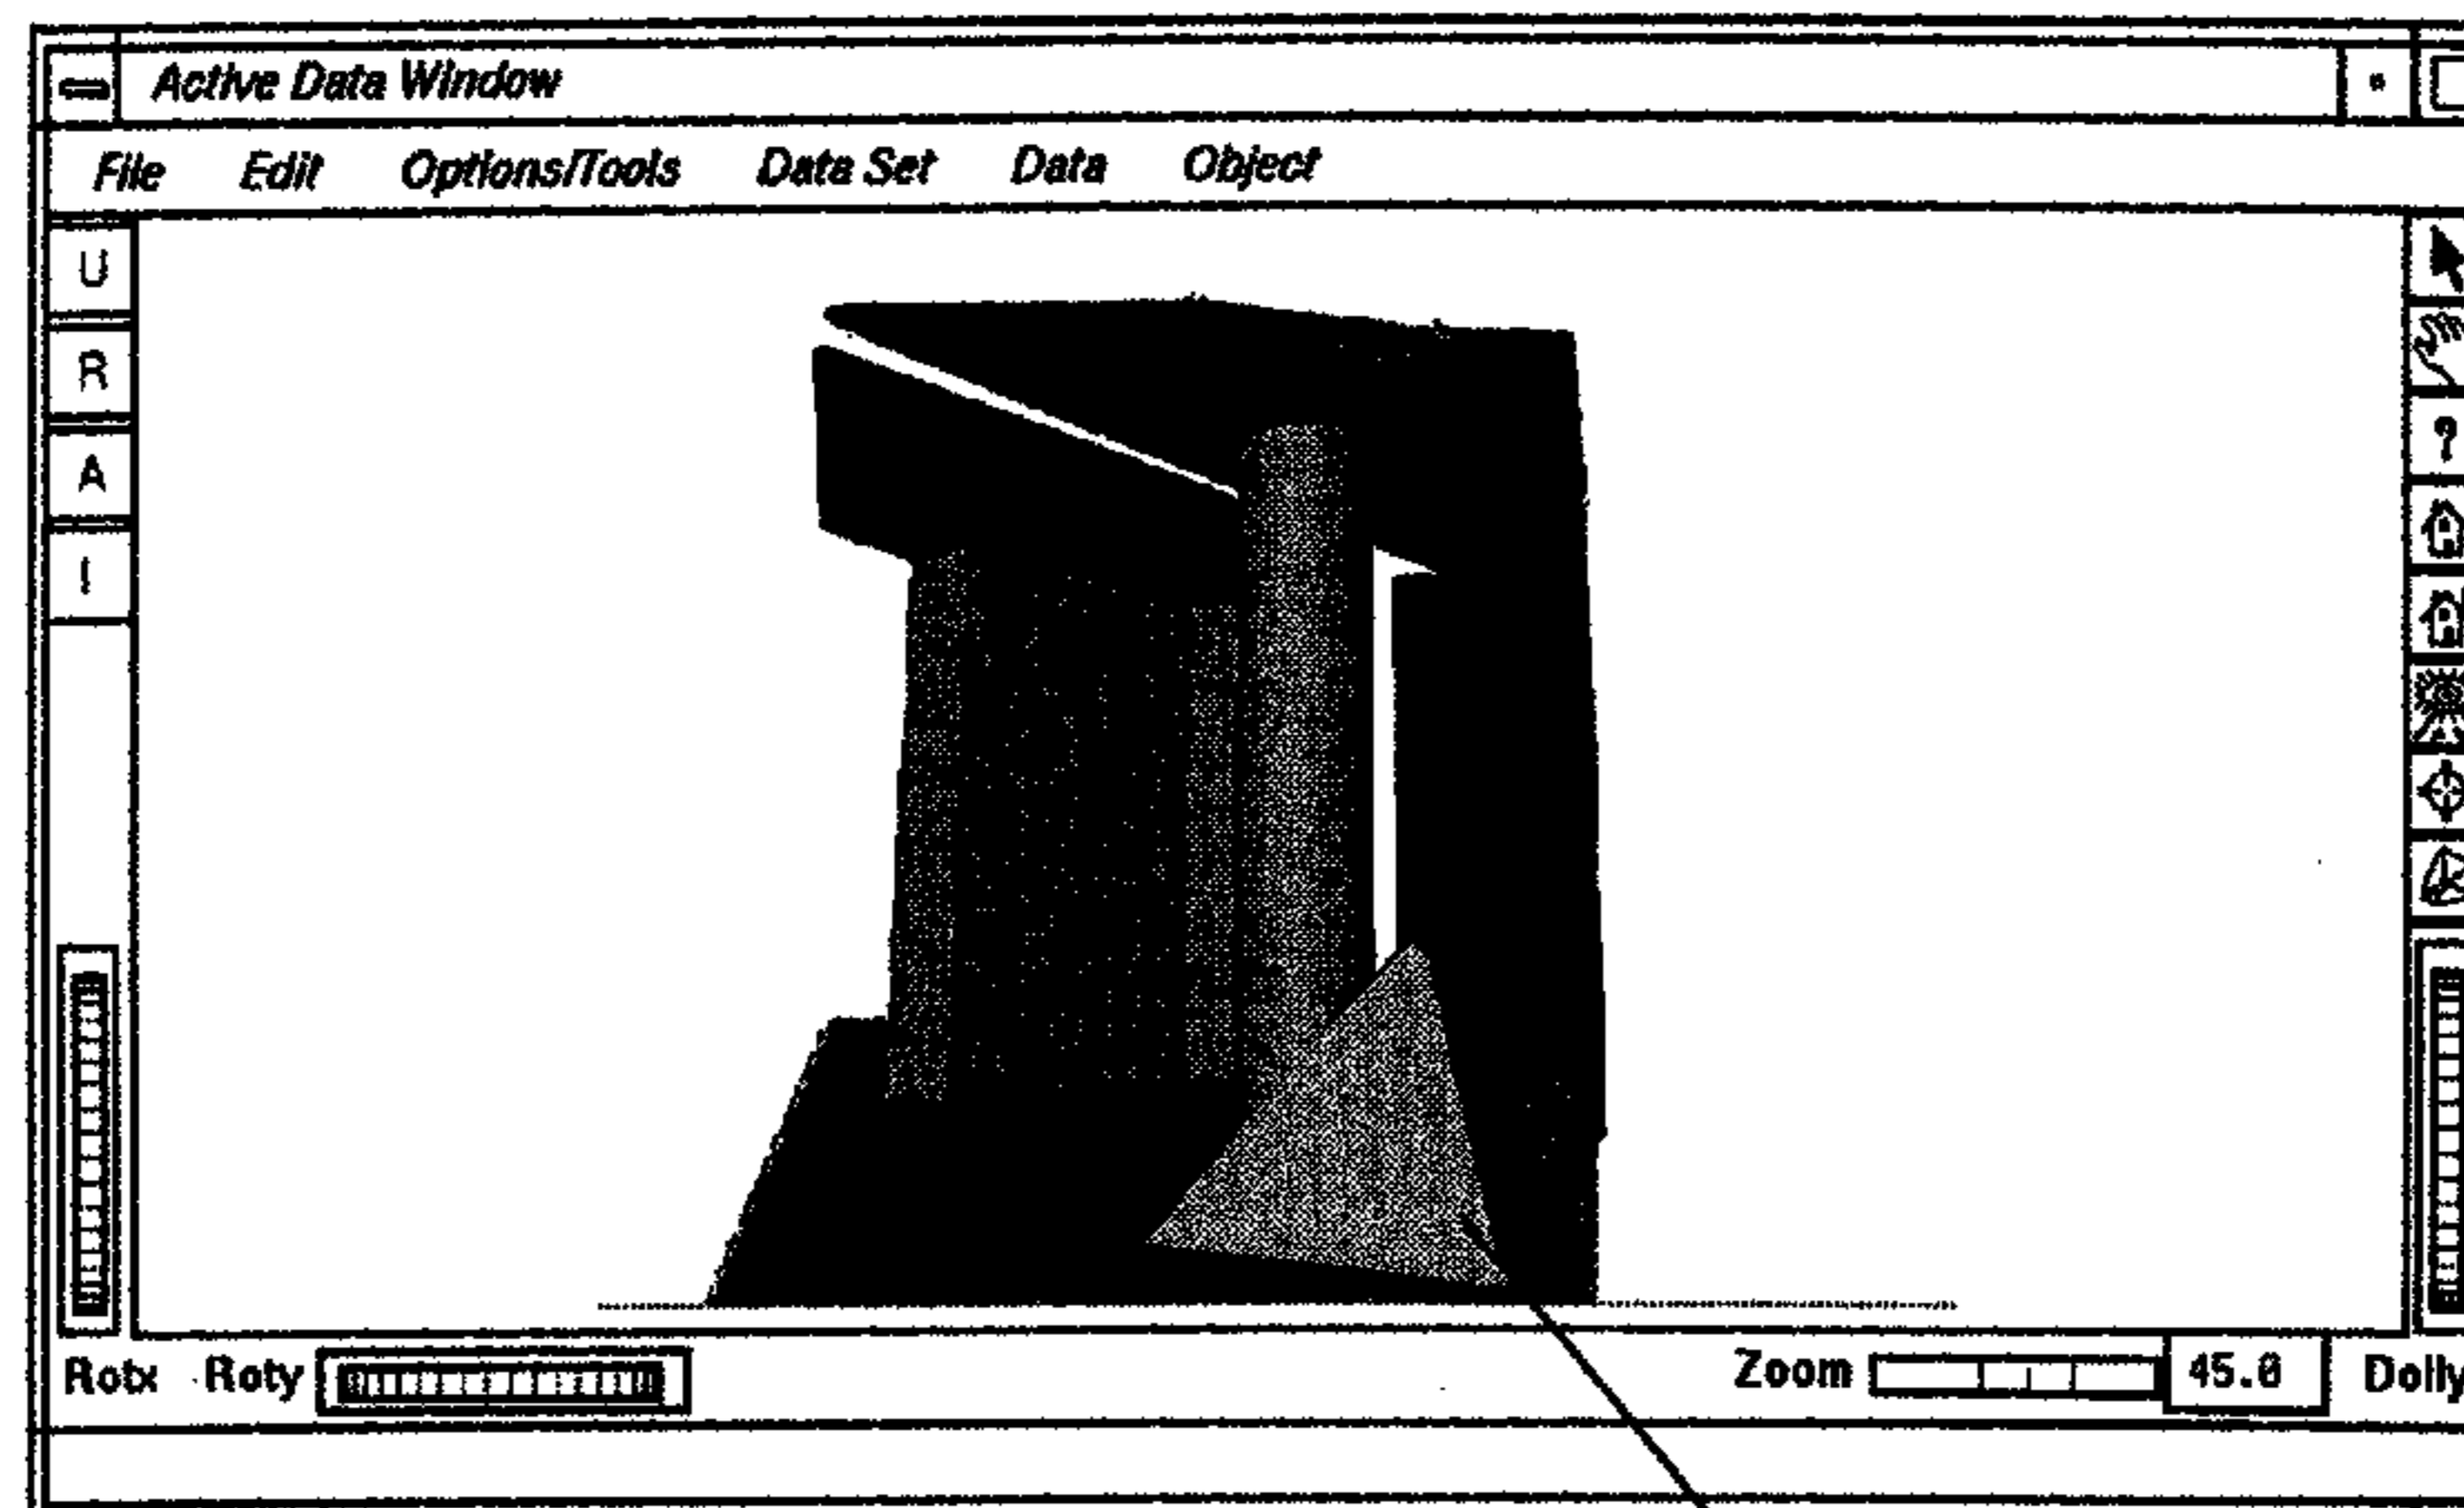 Active Data Window
File Edit Options/Tools Data Set Data Object
U
R
A
I
?
Rotx Roty Zoom 45.0 Dolly